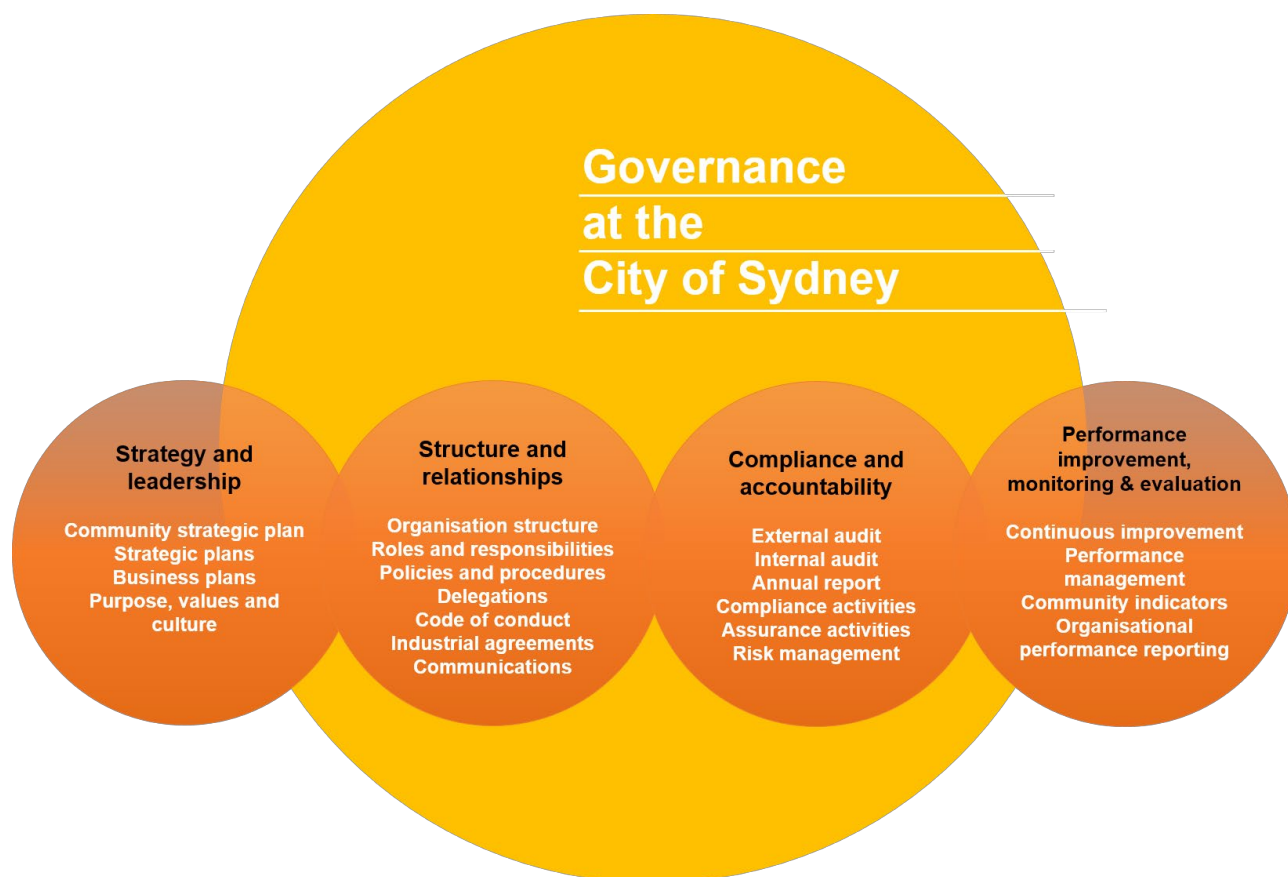 Governance
at the
City of Sydney
Strategy and
leadership
Community strategic plan
Strategic plans
Business plans
Purpose, values and
culture
Structure and
relationships
Organisation structure
Roles and responsibilities
Policies and procedures
Delegations
Code of conduct
Industrial agreements
Communications
Compliance and
accountability
External audit
Internal audit
Annual report
Compliance activities
Assurance activities
Risk management
Performance
improvement,
monitoring & evaluation
Continuous improvement
Performance
management
Community indicators
Organisational
performance reporting